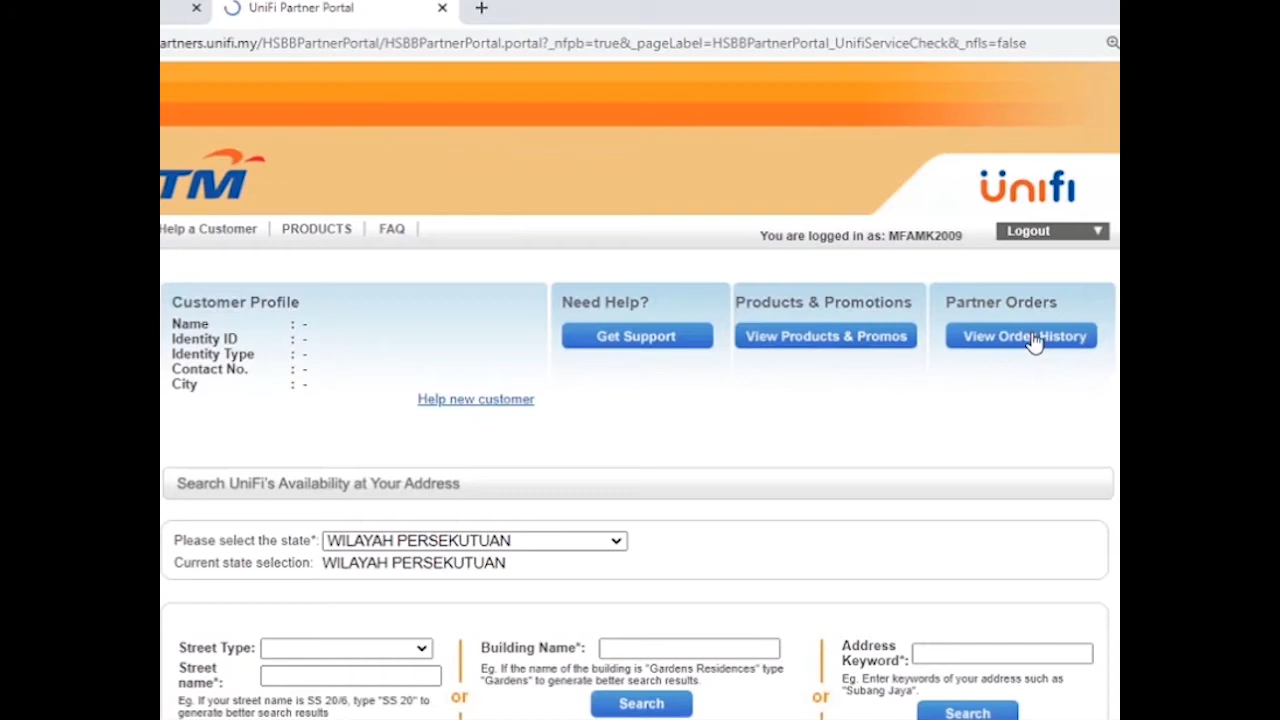 UniFi Partner Portal
artners.unifi.my/HSBBPartnerPortal/HSBBPartnerPortal.portal?_nfpb=true&_pageLabel=HSBBPartnerPortal_UnifiServiceCheck&_nfls=false
TM
unifi
Help a Customer | PRODUCTS | FAQ |
You are logged in as: MFAMK2009
Logout
Customer Profile
Name : -
Identity ID : -
Identity Type : -
Contact No. : -
City : -
Help new customer
Need Help?
Get Support
Products & Promotions
View Products & Promos
Partner Orders
View Order History
Search UniFi's Availability at Your Address
Please select the state*: WILAYAH PERSEKUTUAN
Current state selection: WILAYAH PERSEKUTUAN
Street Type:
Street
name*:
Eg. If your street name is SS 20/6, type "SS 20" to
generate better search results
or
Building Name*:
Eg. If the name of the building is "Gardens Residences" type
"Gardens" to generate better search results.
Search
or
Address
Keyword*:
Eg. Enter keywords of your address such as
"Subang Jaya".
Search